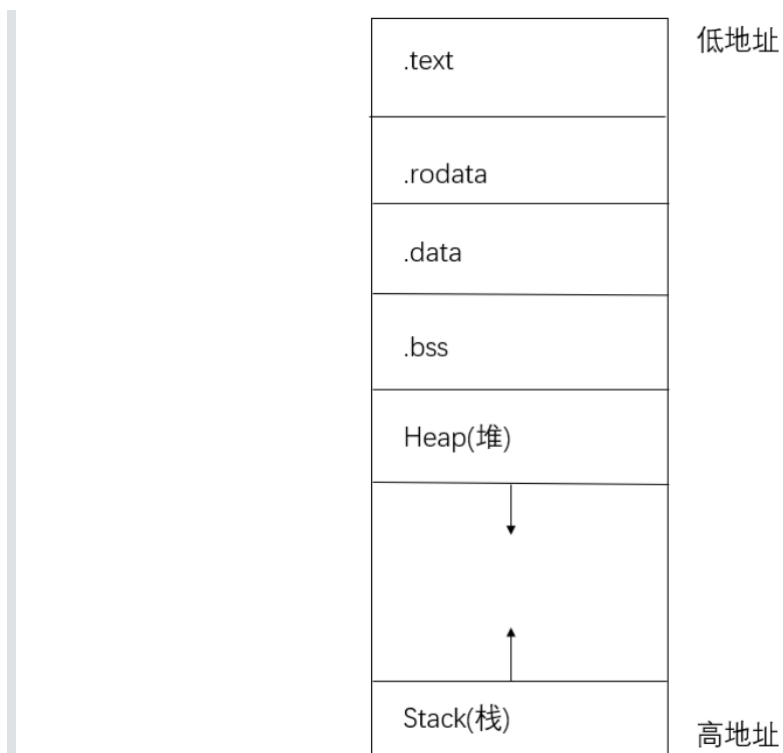 .text
低地址
.rodata
.data
.bss
Heap(堆)
Stack(栈)
高地址